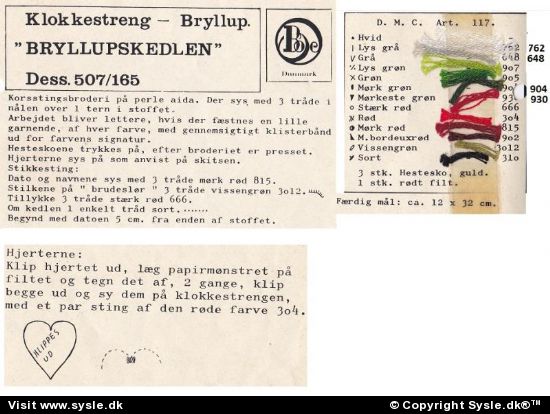 Klokkestreng - Bryllup.
"BRYLLUPSKEDLEN"
Dess. 507/165
Danmark
Korsstingsbroderi på perle aida. Der sys med 3 tråde i
nålen over 1 tern i stoffet.
Arbejdet bliver lettere, hvis der fæstnes en lille
garnende, af hver farve, med gennemsigtigt klisterbånd
ud for farvens signatur.
Hesteskoene trykkes på, efter broderiet er presset.
Hjerterne sys på som anvist på skitsen.
Stikkesting:
Dato og navnene sys med 3 tråde mørk rød 815.
Stilkene på " brudeslør " 3 tråde vissengrøn 3o12.
Tillykke 3 tråde stærk rød 666.
Om kedlen 1 enkelt tråd sort.......
Begynd med datoen 5 cm. fra enden af stoffet.
D. M. C. Art. 117.
Hvid -
Lys grå 762
Grå 648
Lys grøn 9o7
Grøn 9o5
Mørk grøn 904
Mørkeste grøn 930
Stærk rød 666
Rød 3o4
Mørk rød 815
M.bordeuxrød 9o2
Vissengrøn 3o12
Sort 31o
3 stk. Hestesko, guld.
1 stk. rødt filt.
Færdig mål: ca. 12 x 32 cm.
Hjerterne:
Klip hjertet ud, læg papirmønstret på
filtet og tegn det af, 2 gange, klip
begge ud og sy dem på klokkestrengen,
med et par sting af den røde farve 3o4.
KLIPPES
UD
Visit www.sysle.dk
© Copyright Sysle.dk®™